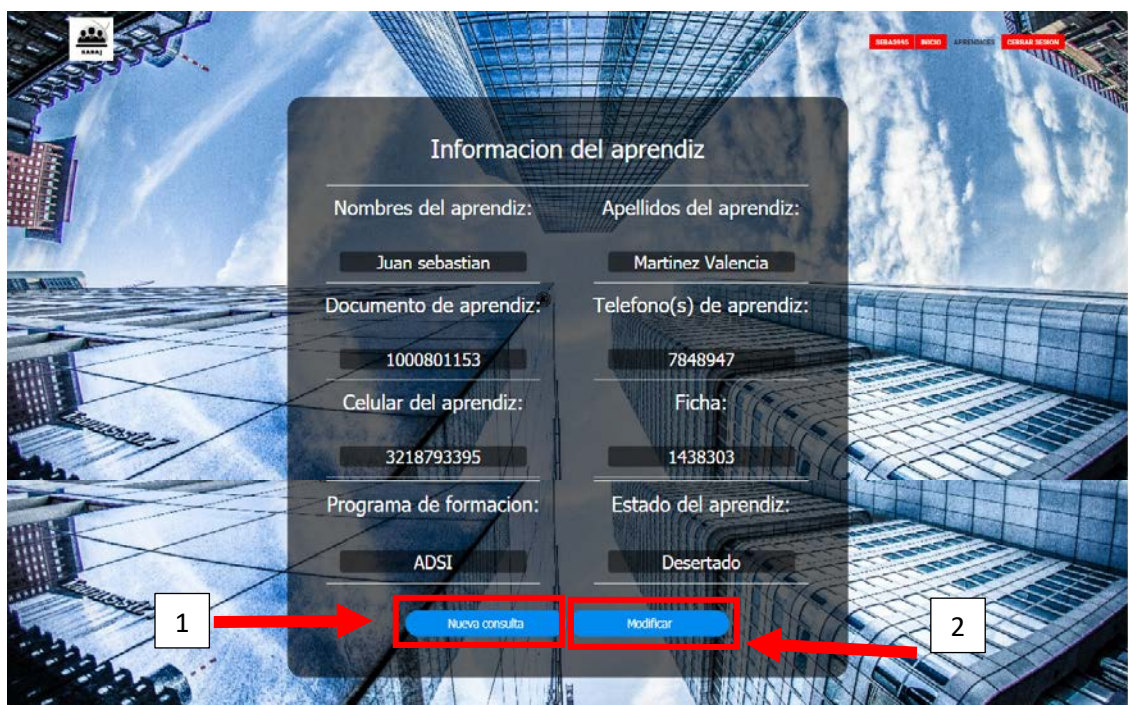 SABAJ
SEBAS995 INICIO APRENDICES CERRAR SESION
Informacion del aprendiz
Nombres del aprendiz: Apellidos del aprendiz:
Juan sebastian Martinez Valencia
Documento de aprendiz: Telefono(s) de aprendiz:
1000801153 7848947
Celular del aprendiz: Ficha:
3218793395 1438303
Programa de formacion: Estado del aprendiz:
ADSI Desertado
1 Nueva consulta Modificar 2